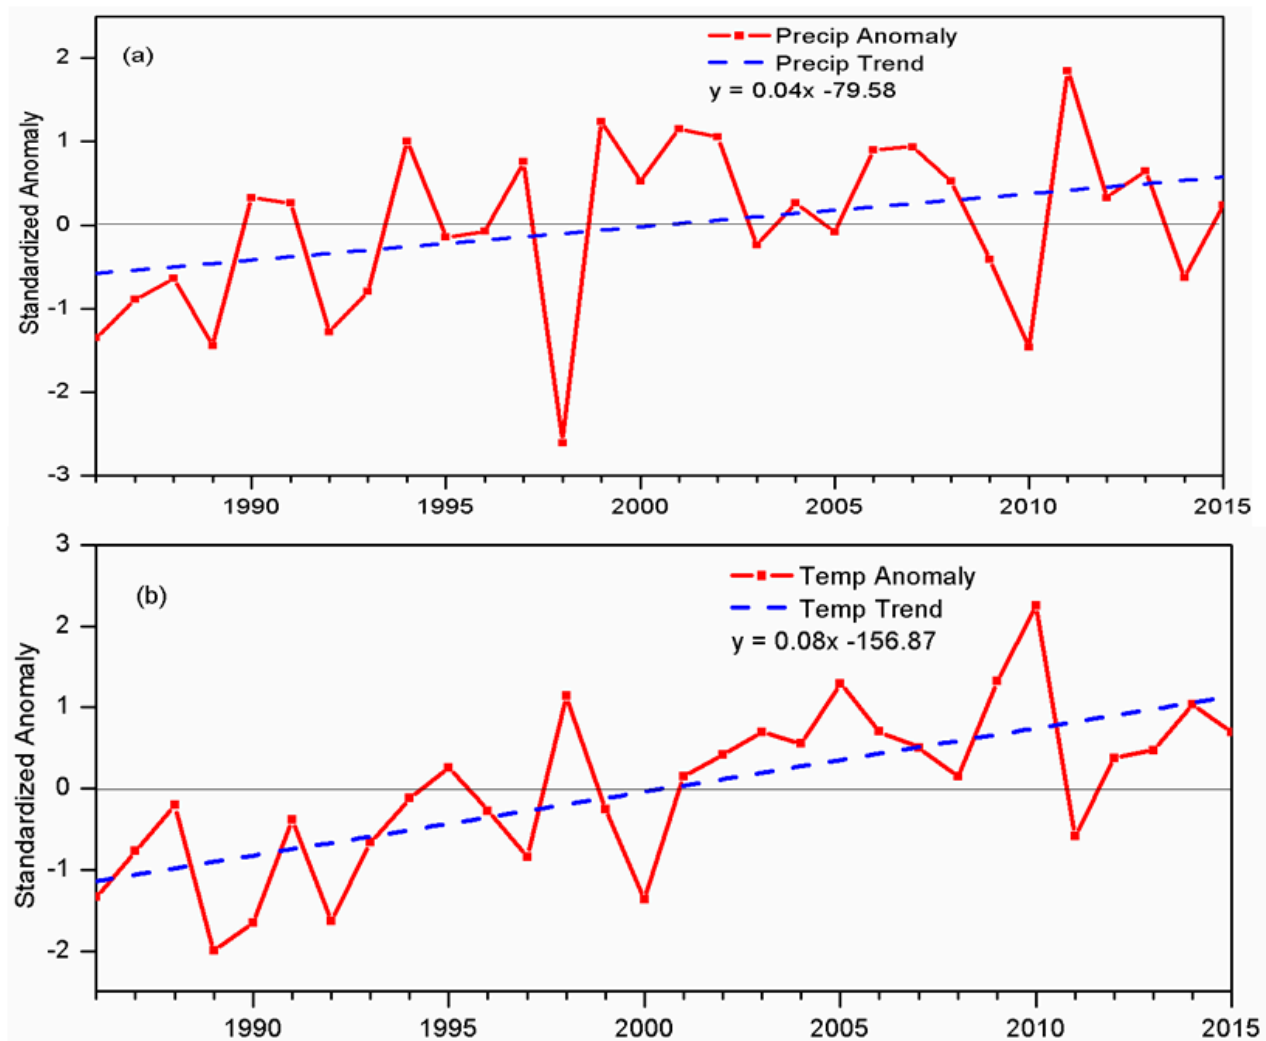 (a)
Precip Anomaly
Precip Trend
y = 0.04x -79.58
Standardized Anomaly
2
1
0
-1
-2
-3
1990 1995 2000 2005 2010 2015
(b)
Temp Anomaly
Temp Trend
y = 0.08x -156.87
Standardized Anomaly
3
2
1
0
-1
-2
1990 1995 2000 2005 2010 2015